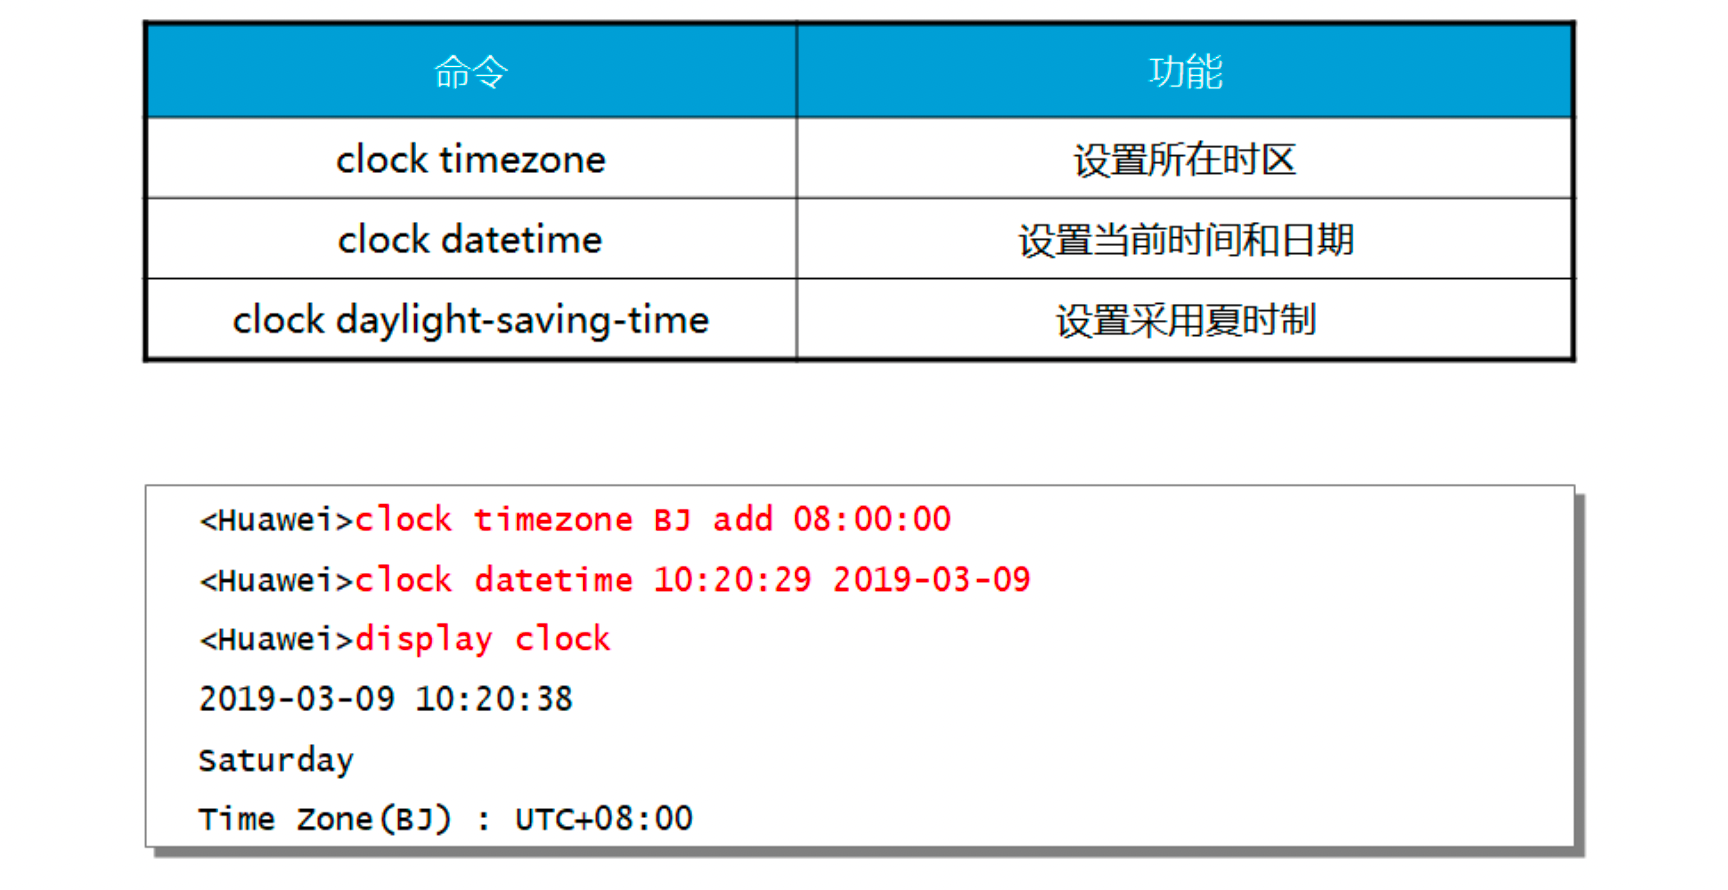 命令 功能
clock timezone 设置所在时区
clock datetime 设置当前时间和日期
clock daylight-saving-time 设置采用夏时制
<Huawei>clock timezone BJ add 08:00:00
<Huawei>clock datetime 10:20:29 2019-03-09
<Huawei>display clock
2019-03-09 10:20:38
Saturday
Time Zone(BJ) : UTC+08:00